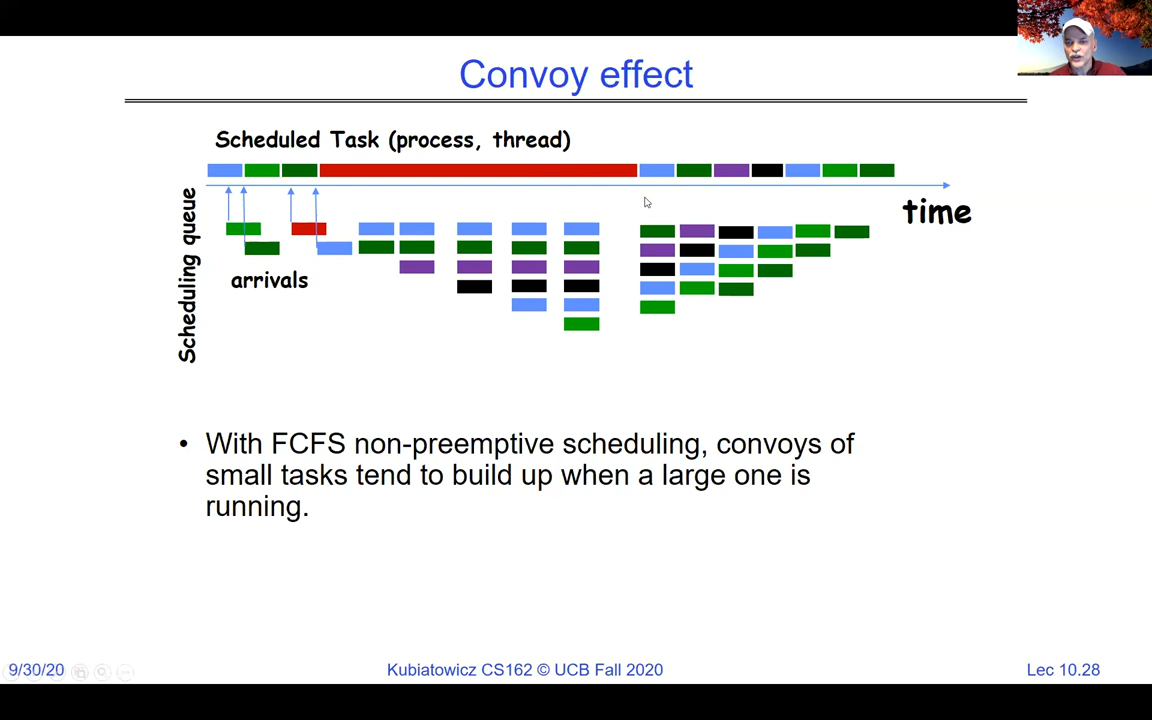 Convoy effect
Scheduled Task (process, thread)
time
Scheduling queue
arrivals
• With FCFS non-preemptive scheduling, convoys of
small tasks tend to build up when a large one is
running.
9/30/20
Kubiatowicz CS162 © UCB Fall 2020
Lec 10.28